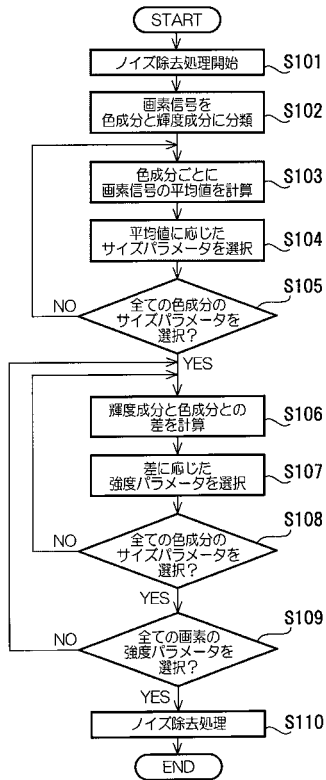 START
ノイズ除去処理開始
S101
画素信号を
色成分と輝度成分に分類
S102
色成分ごとに
画素信号の平均値を計算
S103
平均値に応じた
サイズパラメータを選択
S104
全ての色成分の
サイズパラメータを
選択?
S105
NO
YES
輝度成分と色成分との
差を計算
S106
差に応じた
強度パラメータを選択
S107
全ての色成分の
サイズパラメータを
選択?
S108
NO
YES
全ての画素の
強度パラメータを
選択?
S109
NO
YES
ノイズ除去処理
S110
END